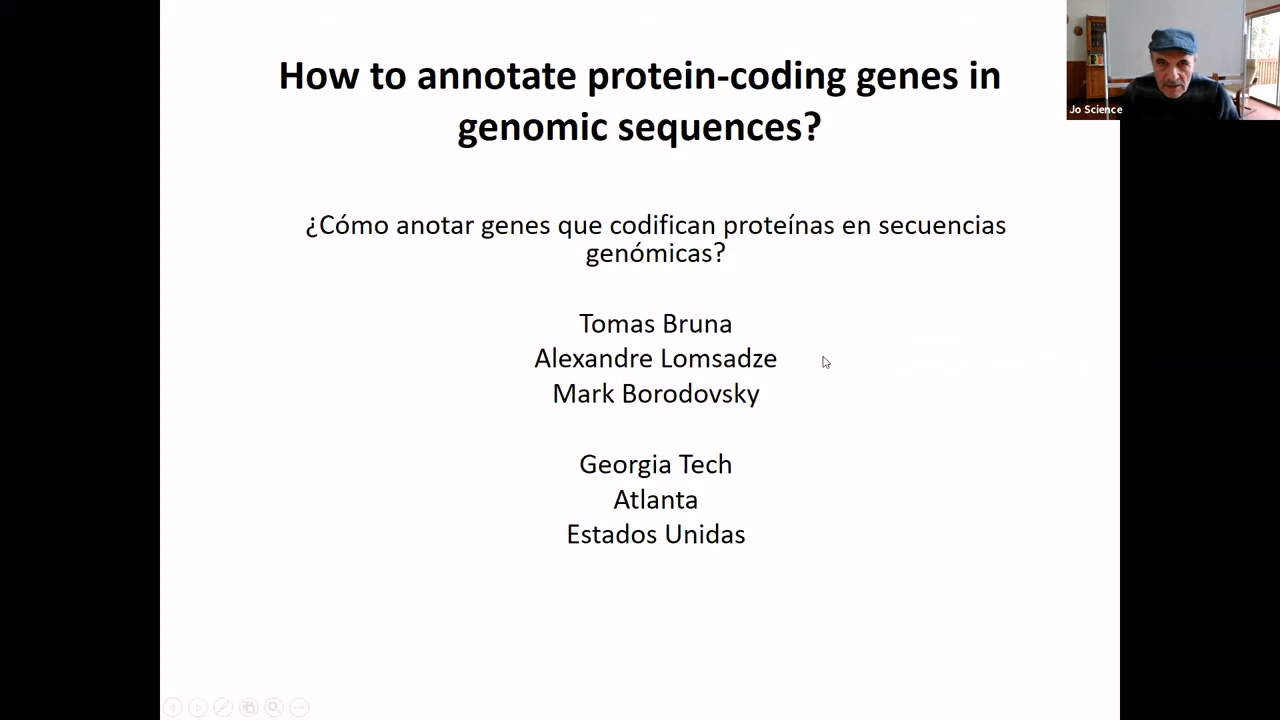 How to annotate protein-coding genes in
genomic sequences?
¿Cómo anotar genes que codifican proteínas en secuencias
genómicas?
Tomas Bruna
Alexandre Lomsadze
Mark Borodovsky
Georgia Tech
Atlanta
Estados Unidas
Jo Science